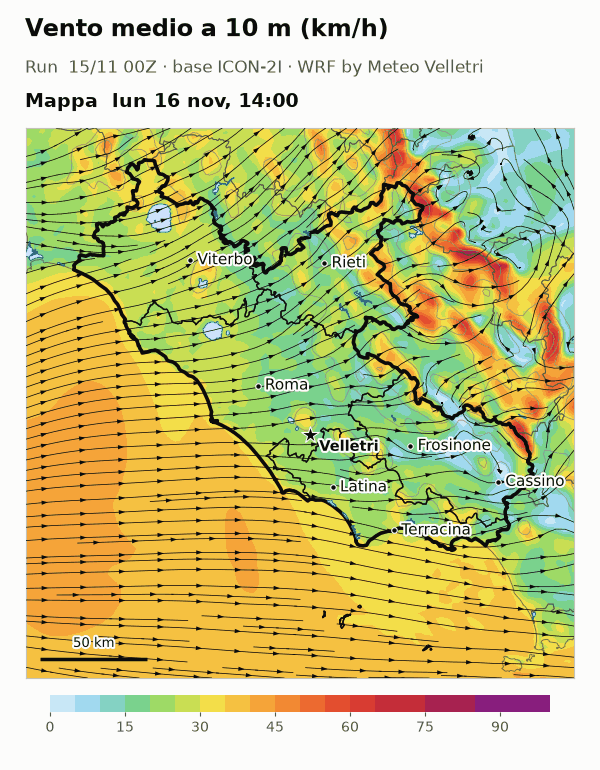 Vento medio a 10 m (km/h)
Run  15/11 00Z · base ICON-2I · WRF by Meteo Velletri
Mappa  lun 16 nov, 14:00
Viterbo
Rieti
Roma
Velletri
Frosinone
Cassino
Latina
Terracina
50 km
0 15 30 45 60 75 90